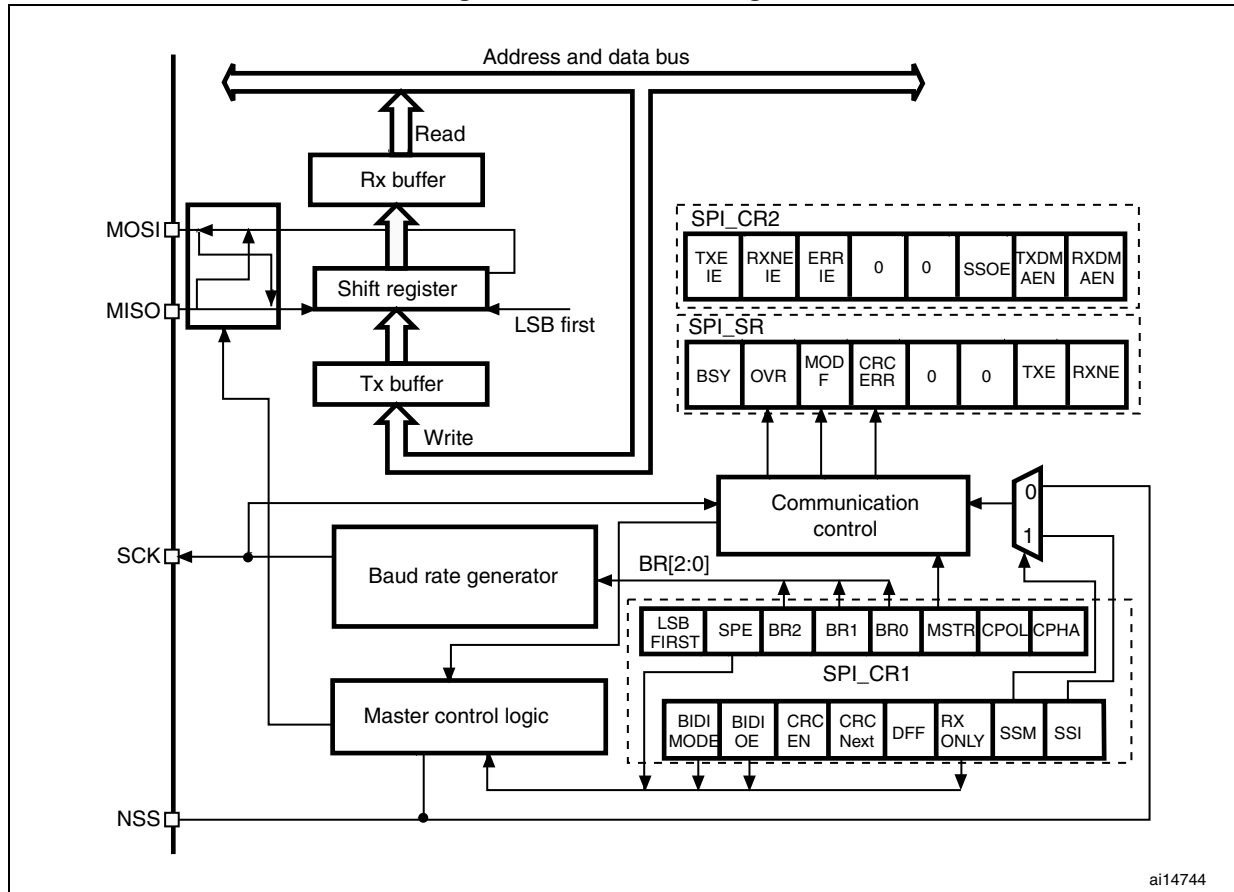 Address and data bus
Read
Rx buffer
MOSI
SPI_CR2
TXE
IE
RXNE
IE
ERR
IE
0
0
SSOE
TXDM
AEN
RXDM
AEN
Shift register
MISO
LSB first
SPI_SR
BSY
OVR
MOD
F
CRC
ERR
0
0
TXE
RXNE
Tx buffer
Write
Communication
control
0
1
SCK
Baud rate generator
BR[2:0]
LSB
FIRST
SPE
BR2
BR1
BR0
MSTR
CPOL
CPHA
SPI_CR1
Master control logic
BIDI
MODE
BIDI
OE
CRC
EN
CRC
Next
DFF
RX
ONLY
SSM
SSI
NSS
ai14744